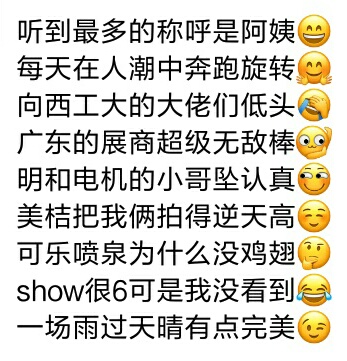 听到最多的称呼是阿姨😄
每天在人潮中奔跑旋转🤗
向西工大的大佬们低头🤦
广东的展商超级无敌棒🫣
明和电机的小哥坠认真😏
美桔把我俩拍得逆天高☺️
可乐喷泉为什么没鸡翅🤔
show很6可是我没看到😂
一场雨过天晴有点完美😉